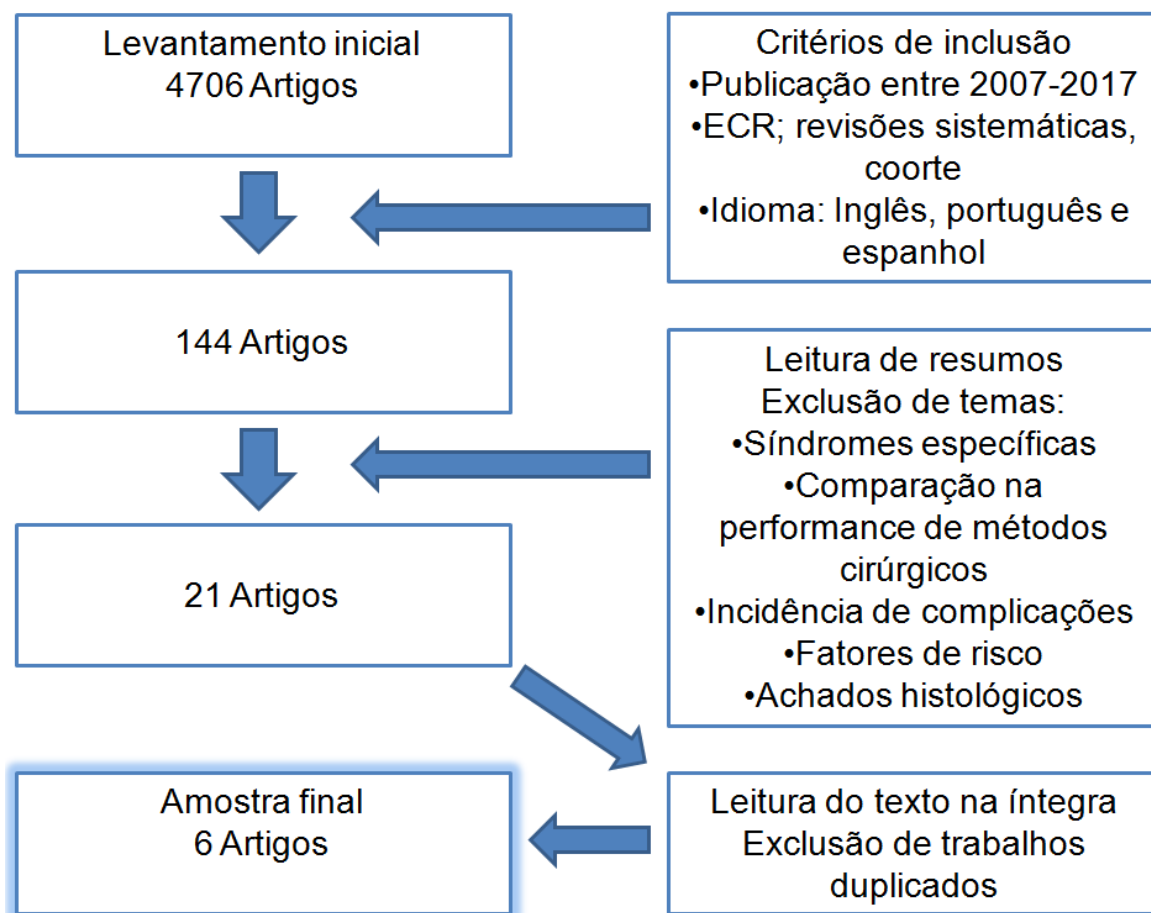 Levantamento inicial
4706 Artigos
Critérios de inclusão
•Publicação entre 2007-2017
•ECR; revisões sistemáticas,
coorte
•Idioma: Inglês, português e
espanhol
144 Artigos
Leitura de resumos
Exclusão de temas:
•Síndromes específicas
•Comparação na
performance de métodos
cirúrgicos
•Incidência de complicações
•Fatores de risco
•Achados histológicos
21 Artigos
Leitura do texto na íntegra
Exclusão de trabalhos
duplicados
Amostra final
6 Artigos